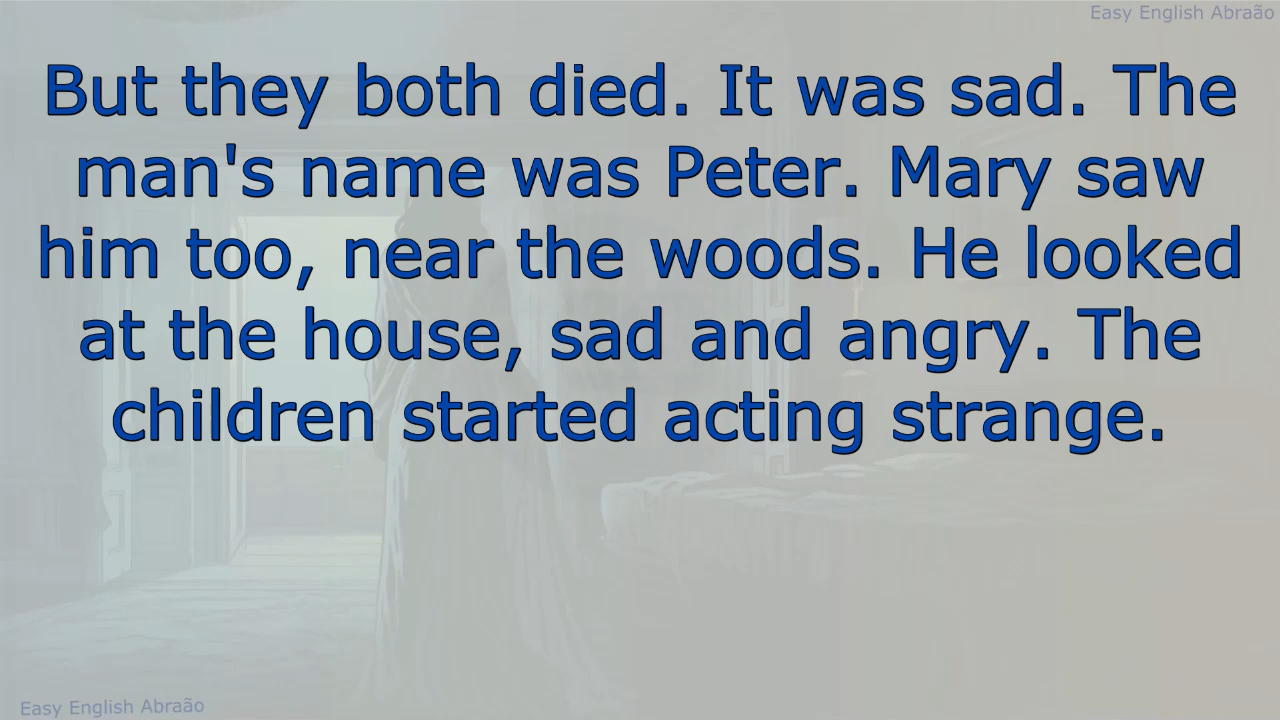 Easy English Abraão
But they both died. It was sad. The
man's name was Peter. Mary saw
him too, near the woods. He looked
at the house, sad and angry. The
children started acting strange.
Easy English Abraão